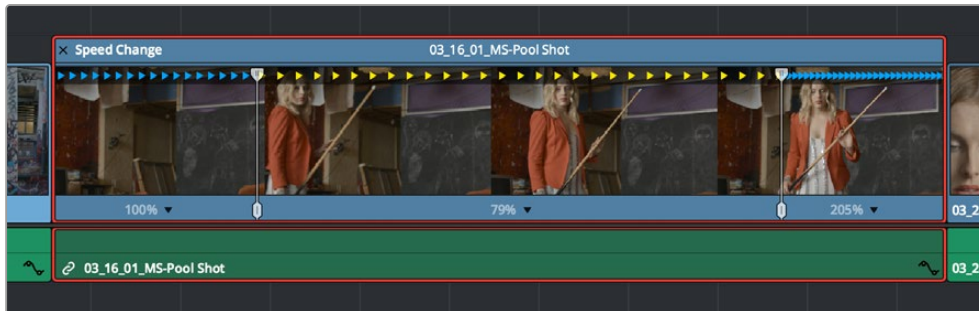 × Speed Change 03_16_01_MS-Pool Shot
100% ▼ 79% ▼ 205% ▼ 03_2
03_16_01_MS-Pool Shot 03_2